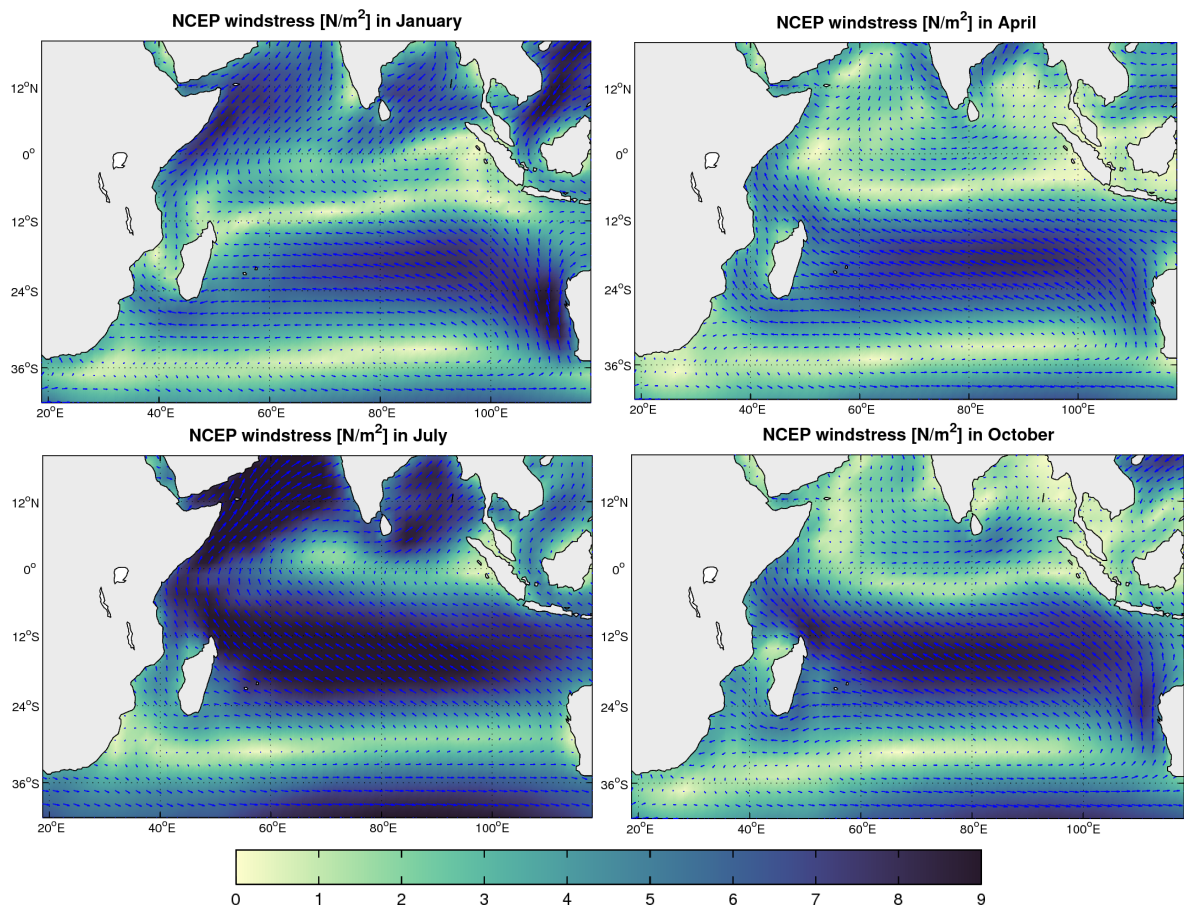 NCEP windstress [N/m²] in January
NCEP windstress [N/m²] in April
12°N
0°
12°S
24°S
36°S
20°E 40°E 60°E 80°E 100°E
12°N
0°
12°S
24°S
36°S
20°E 40°E 60°E 80°E 100°E
NCEP windstress [N/m²] in July
NCEP windstress [N/m²] in October
12°N
0°
12°S
24°S
36°S
20°E 40°E 60°E 80°E 100°E
12°N
0°
12°S
24°S
36°S
20°E 40°E 60°E 80°E 100°E
0 1 2 3 4 5 6 7 8 9